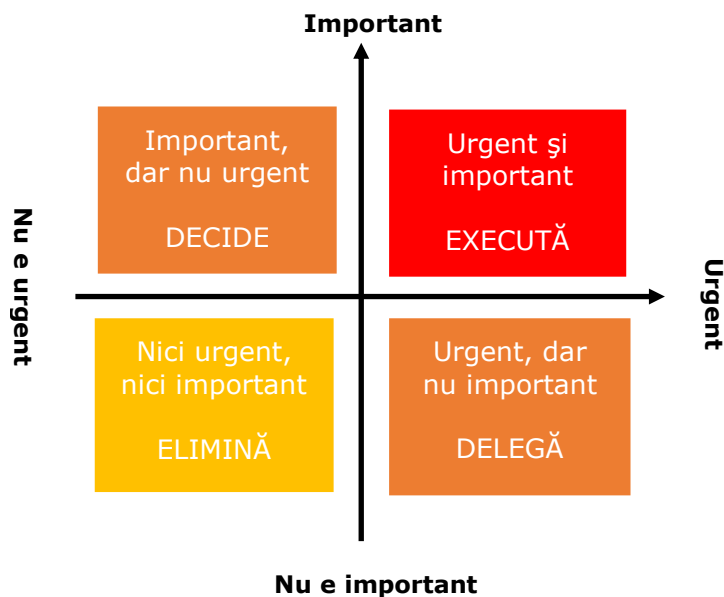 Important
Important,
dar nu urgent
DECIDE
Urgent şi
important
EXECUTĂ
Nu e urgent
Urgent
Nici urgent,
nici important
ELIMINĂ
Urgent, dar
nu important
DELEGĂ
Nu e important